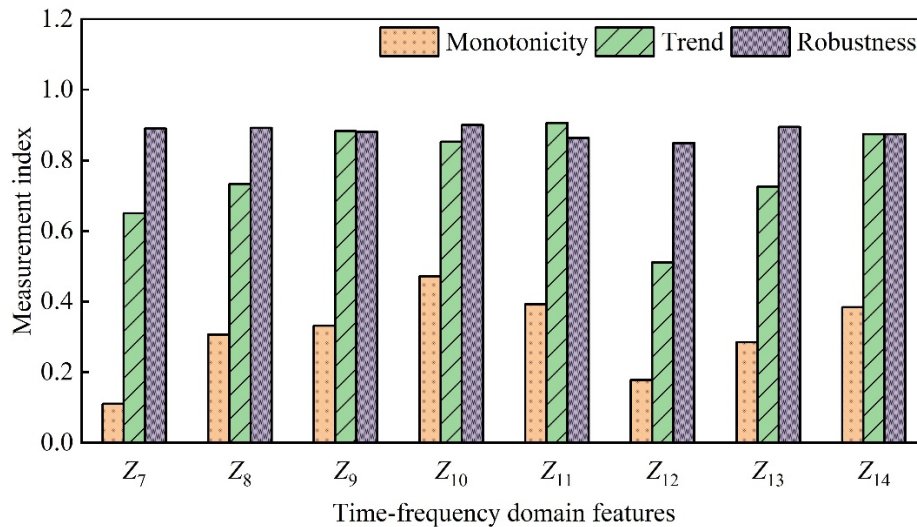 Measurement index
1.2
1.0
0.8
0.6
0.4
0.2
0.0
Monotonicity Trend Robustness
Z7 Z8 Z9 Z10 Z11 Z12 Z13 Z14
Time-frequency domain features